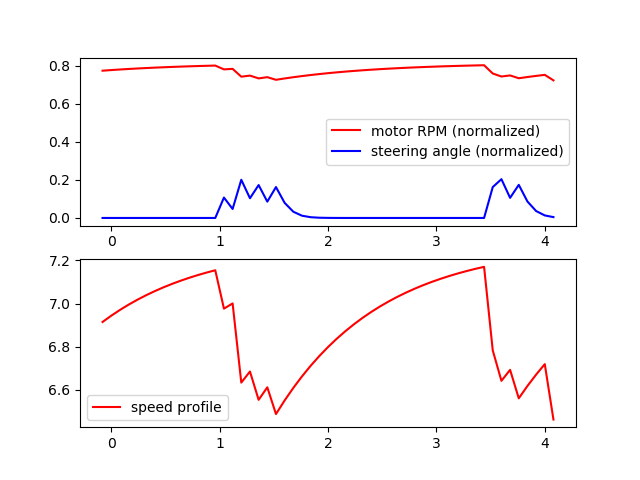 0.8
0.6
0.4
0.2
0.0
motor RPM (normalized)
steering angle (normalized)
0 1 2 3 4
7.2
7.0
6.8
6.6
speed profile
0 1 2 3 4